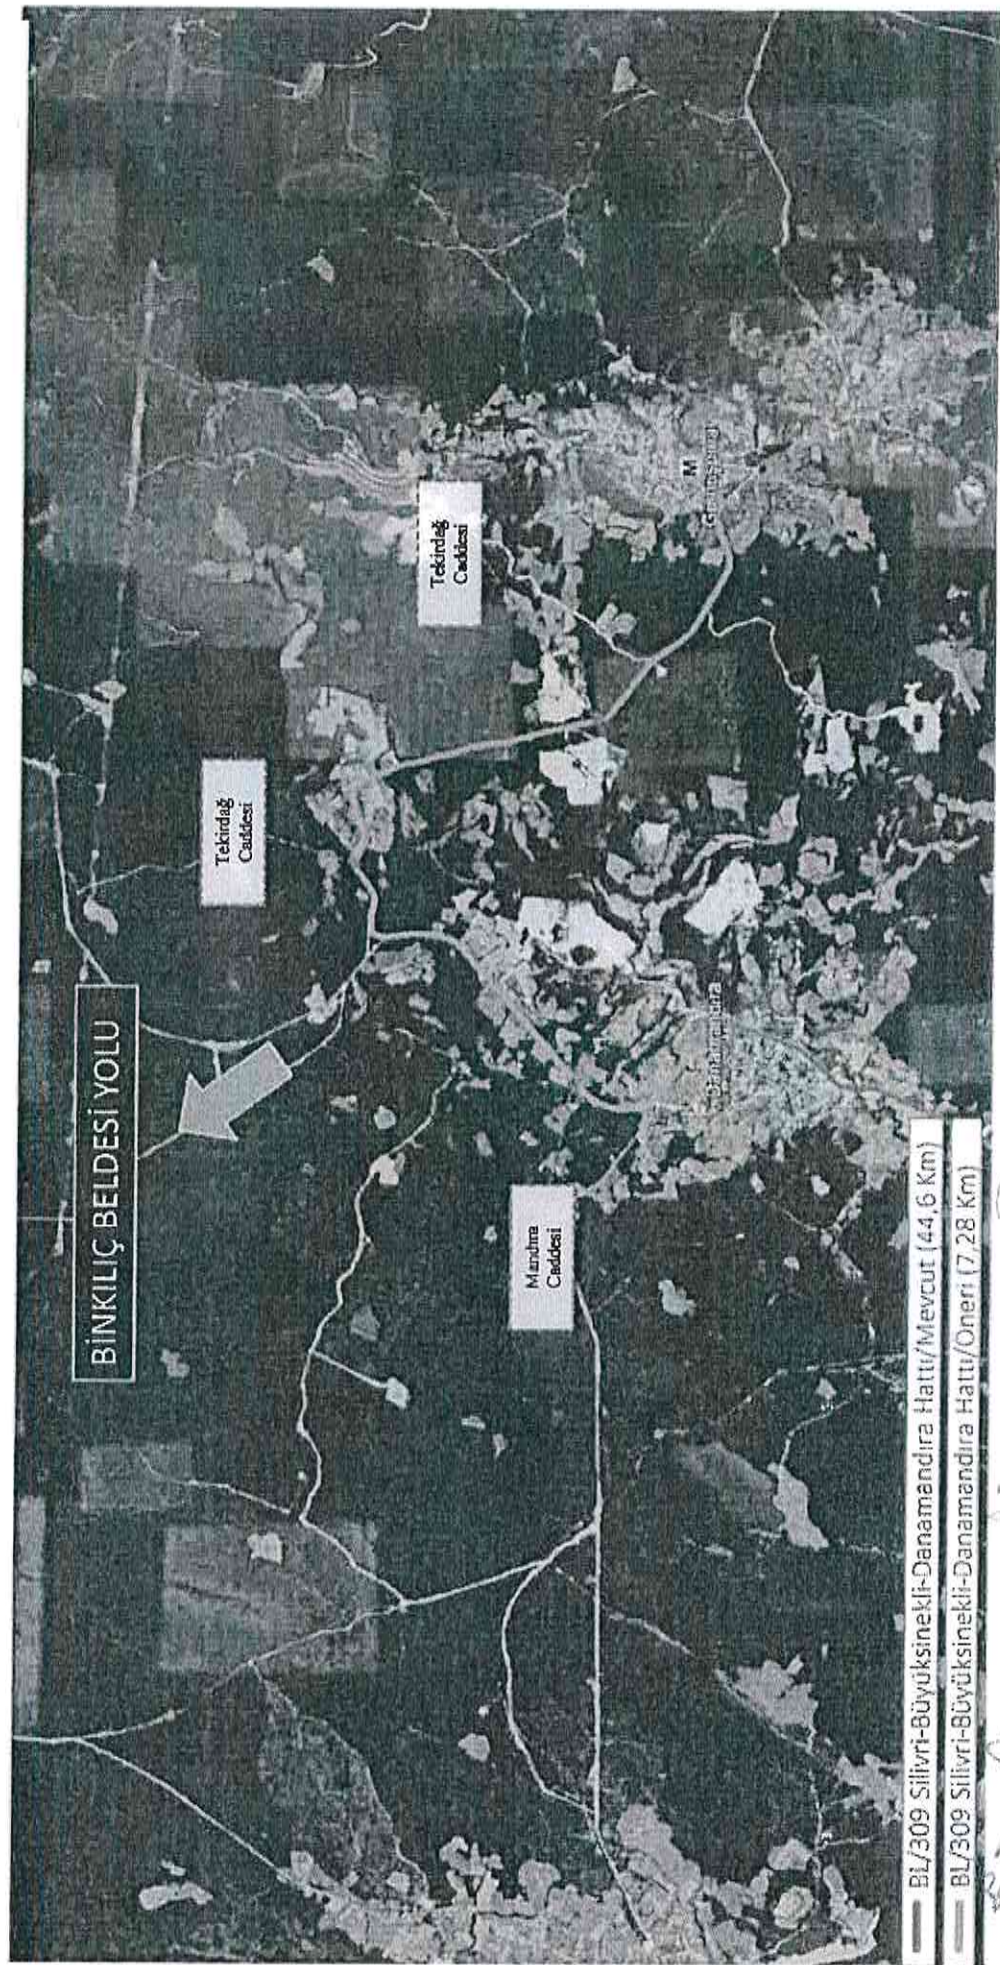 BİNKILIÇ BELDESİ YOLU
Tekirdağ
Caddesi
Tekirdağ
Caddesi
Mandıra
Caddesi
Danamandıra
M
BL/309 Silivri-Büyüksinekli-Danamandıra Hattı/Mevcut (44,6 Km)
BL/309 Silivri-Büyüksinekli-Danamandıra Hattı/Öneri (7,28 Km)